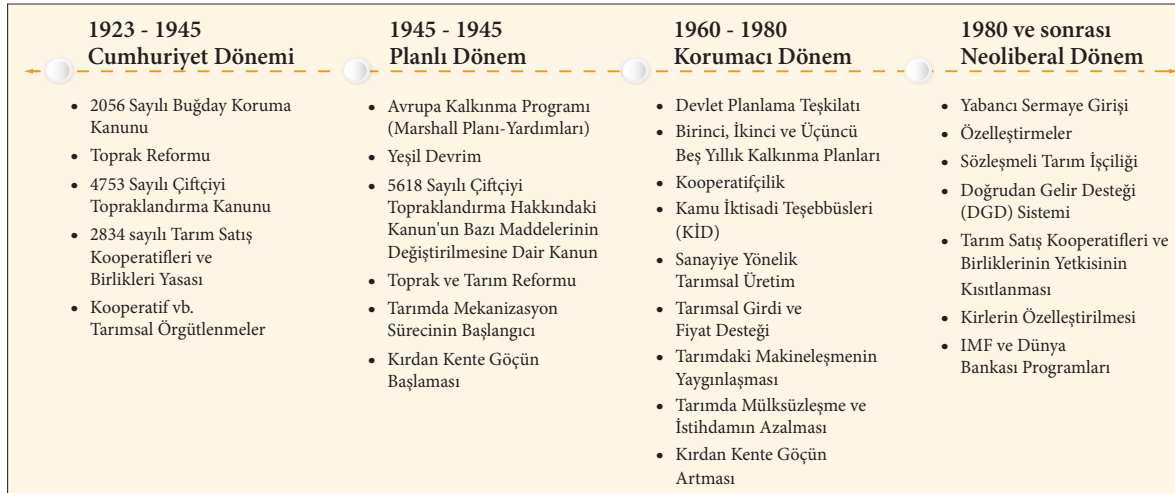 1923 - 1945
Cumhuriyet Dönemi
• 2056 Sayılı Buğday Koruma
Kanunu
• Toprak Reformu
• 4753 Sayılı Çiftçiyi
Topraklandırma Kanunu
• 2834 sayılı Tarım Satış
Kooperatifleri ve
Birlikleri Yasası
• Kooperatif vb.
Tarımsal Örgütlenmeler
1945 - 1945
Planlı Dönem
• Avrupa Kalkınma Programı
(Marshall Planı-Yardımları)
• Yeşil Devrim
• 5618 Sayılı Çiftçiyi
Topraklandırma Hakkındaki
Kanun'un Bazı Maddelerinin
Değiştirilmesine Dair Kanun
• Toprak ve Tarım Reformu
• Tarımda Mekanizasyon
Sürecinin Başlangıcı
• Kırdan Kente Göçün
Başlaması
1960 - 1980
Korumacı Dönem
• Devlet Planlama Teşkilatı
• Birinci, İkinci ve Üçüncü
Beş Yıllık Kalkınma Planları
• Kooperatifçilik
• Kamu İktisadi Teşebbüsleri
(KİD)
• Sanayiye Yönelik
Tarımsal Üretim
• Tarımsal Girdi ve
Fiyat Desteği
• Tarımdaki Makineleşmenin
Yaygınlaşması
• Tarımda Mülksüzleşme ve
İstihdamın Azalması
• Kırdan Kente Göçün
Artması
1980 ve sonrası
Neoliberal Dönem
• Yabancı Sermaye Girişi
• Özelleştirmeler
• Sözleşmeli Tarım İşçiliği
• Doğrudan Gelir Desteği
(DGD) Sistemi
• Tarım Satış Kooperatifleri ve
Birliklerinin Yetkisinin
Kısıtlanması
• Kirlerin Özelleştirilmesi
• IMF ve Dünya
Bankası Programları